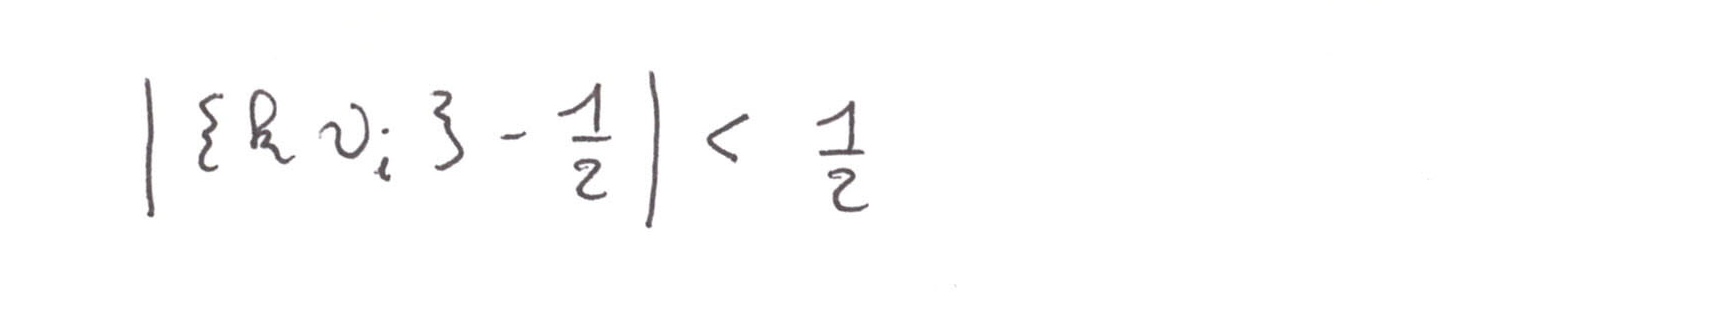 | {k v_i} - 1/2 | < 1/2